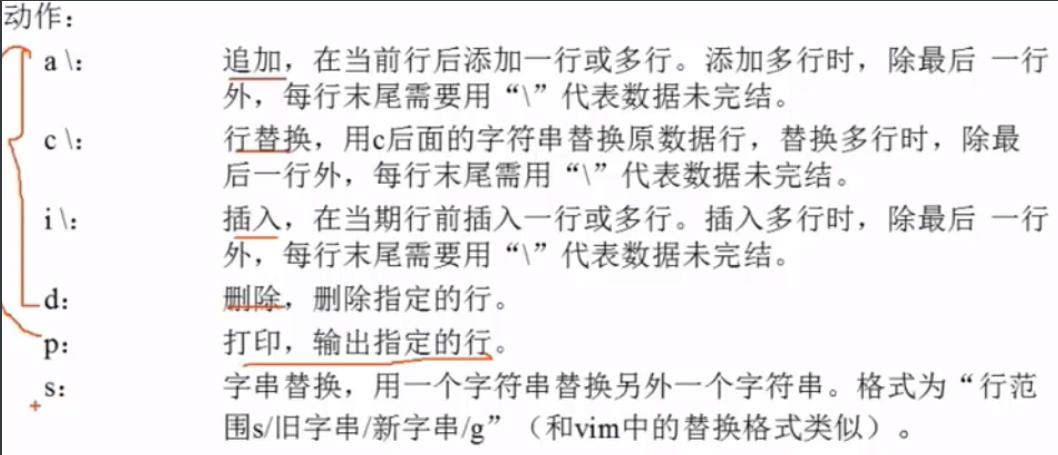 动作：
a \： 追加，在当前行后添加一行或多行。添加多行时，除最后 一行
外，每行末尾需要用“\”代表数据未完结。
c \： 行替换，用c后面的字符串替换原数据行，替换多行时，除最
后一行外，每行末尾需用“\”代表数据未完结。
i \： 插入，在当期行前插入一行或多行。插入多行时，除最后 一行
外，每行末尾需要用“\”代表数据未完结。
d： 删除，删除指定的行。
p： 打印，输出指定的行。
s： 字串替换，用一个字符串替换另外一个字符串。格式为“行范
围s/旧字串/新字串/g”（和vim中的替换格式类似）。